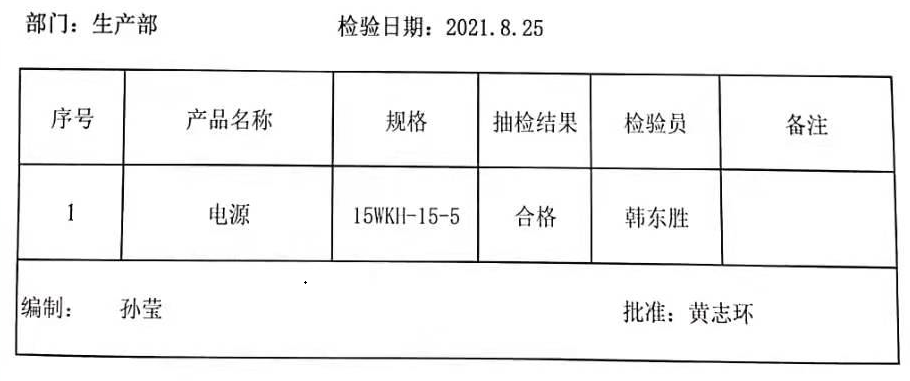 部门：生产部 检验日期：2021.8.25
序号 产品名称 规格 抽检结果 检验员 备注
1 电源 15WKH-15-5 合格 韩东胜
编制： 孙莹 批准：黄志环